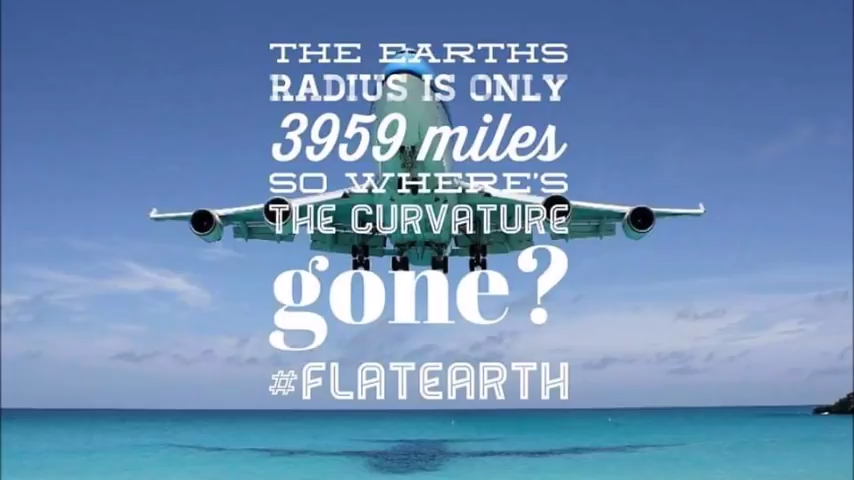 THE EARTHS
RADIUS IS ONLY
3959 miles
SO WHERE'S
THE CURVATURE
gone?
#FLATEARTH